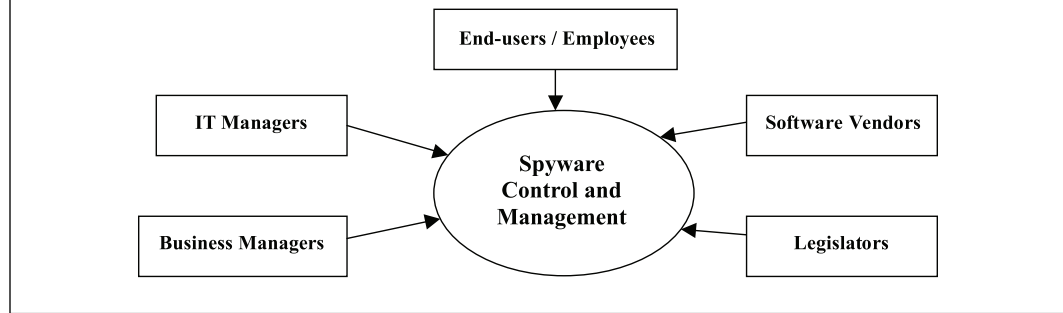 End-users / Employees
IT Managers
Software Vendors
Spyware
Control and
Management
Business Managers
Legislators